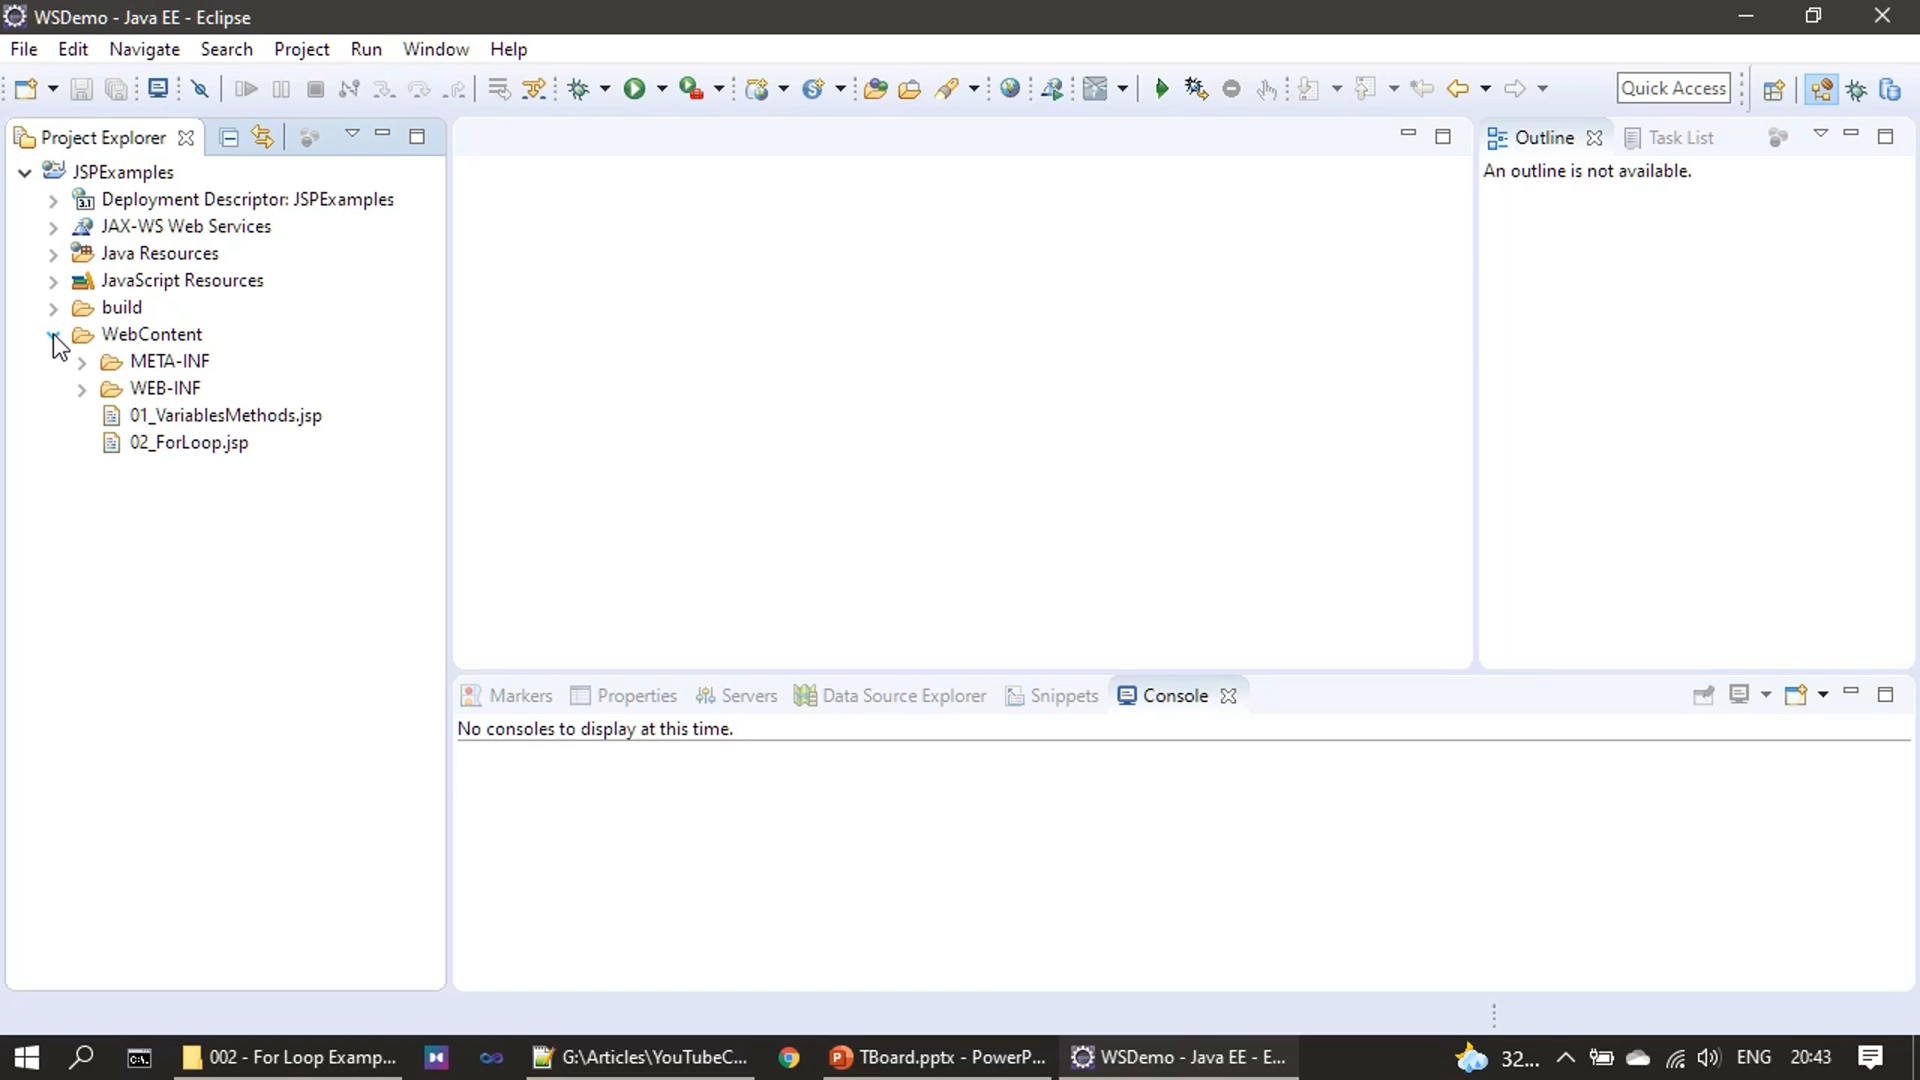 WSDemo - Java EE - Eclipse
File Edit Navigate Search Project Run Window Help
Quick Access
Project Explorer
JSPExamples
3.1 Deployment Descriptor: JSPExamples
JAX-WS Web Services
Java Resources
JavaScript Resources
build
WebContent
META-INF
WEB-INF
01_VariablesMethods.jsp
02_ForLoop.jsp
Outline Task List
An outline is not available.
Markers Properties Servers Data Source Explorer Snippets Console
No consoles to display at this time.
002 - For Loop Examp... G:\Articles\YouTubeC... TBoard.pptx - PowerP... WSDemo - Java EE - E... 32... ENG 20:43